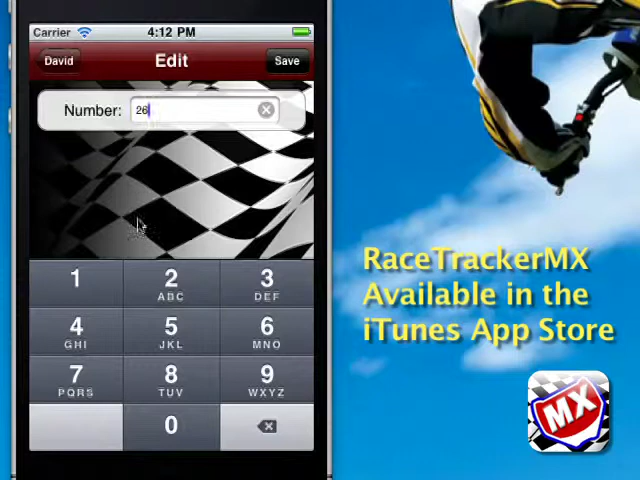 Carrier 4:12 PM
David Edit Save
Number: 26
1 2 ABC 3 DEF
4 GHI 5 JKL 6 MNO
7 PQRS 8 TUV 9 WXYZ
0
RaceTrackerMX
Available in the
iTunes App Store
MX